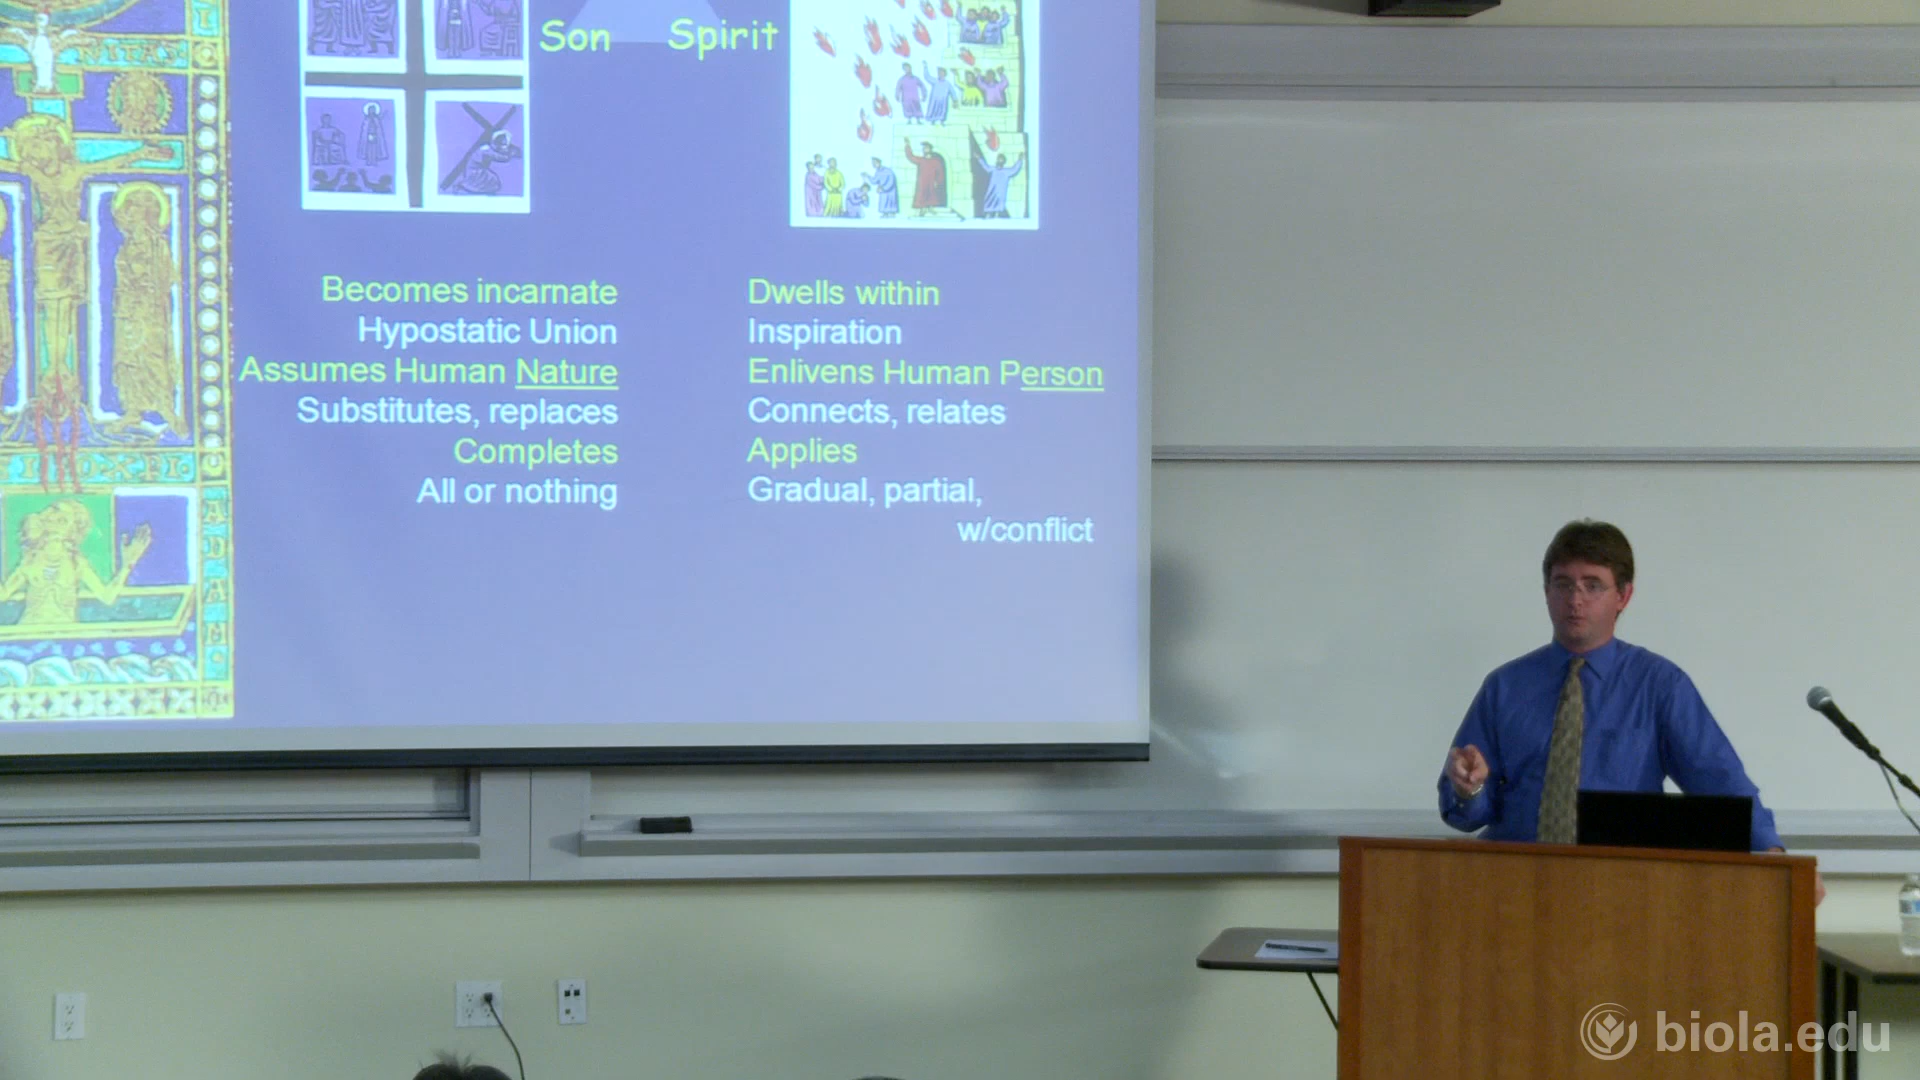 Son Spirit
Becomes incarnate
Hypostatic Union
Assumes Human Nature
Substitutes, replaces
Completes
All or nothing
Dwells within
Inspiration
Enlivens Human Person
Connects, relates
Applies
Gradual, partial,
w/conflict
biola.edu